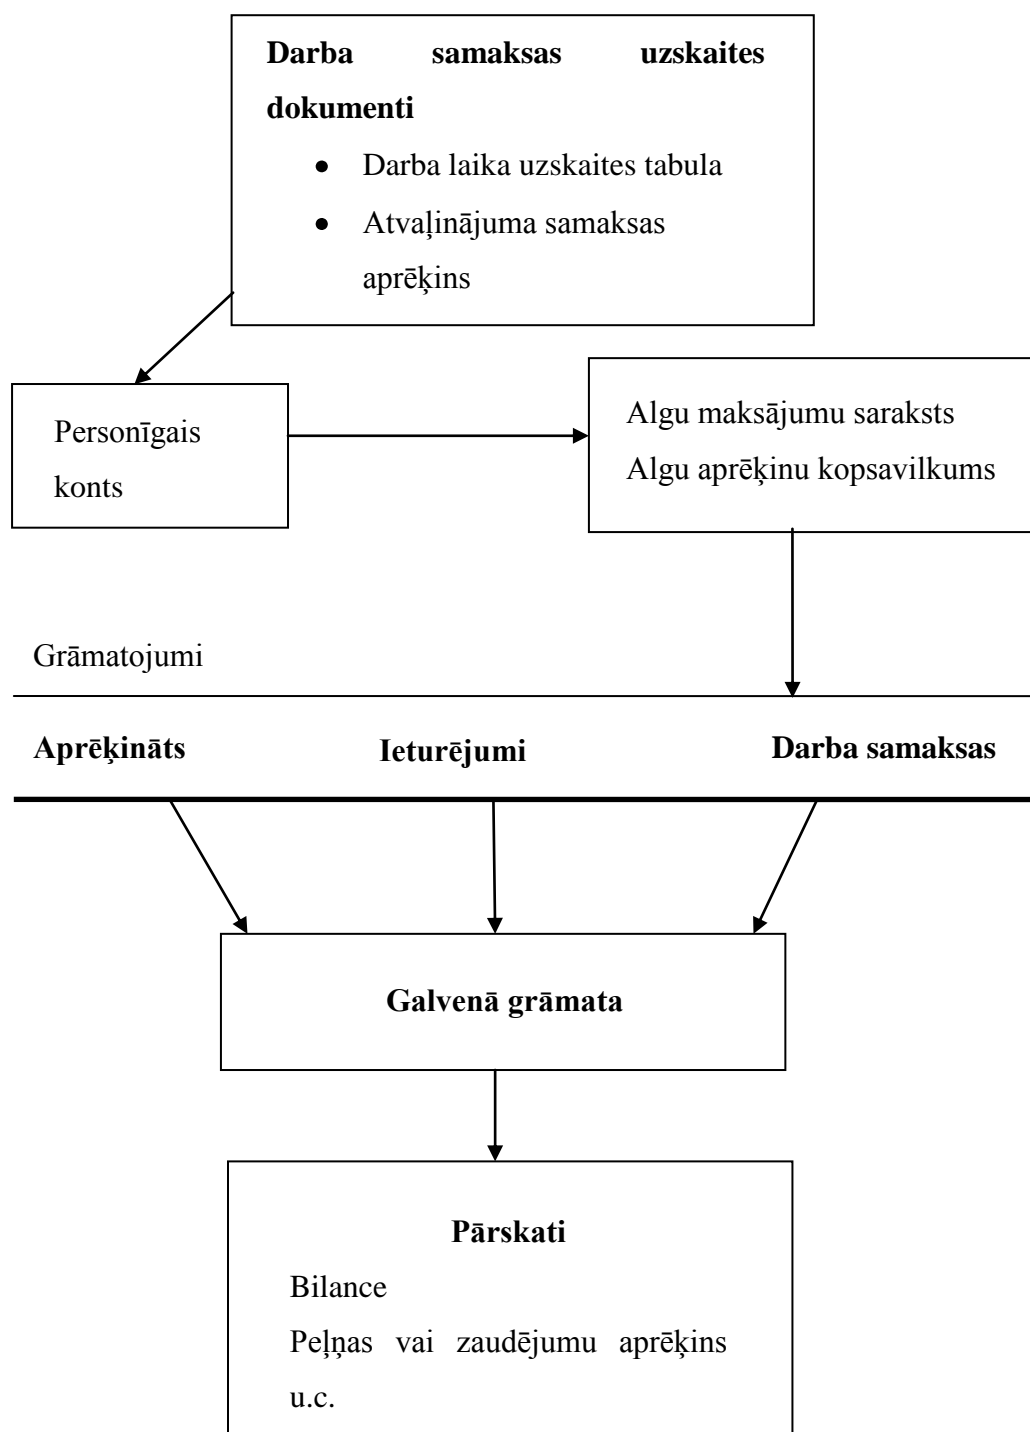 Darba samaksas uzskaites
dokumenti
• Darba laika uzskaites tabula
• Atvaļinājuma samaksas
aprēķins
Personīgais
konts
Algu maksājumu saraksts
Algu aprēķinu kopsavilkums
Grāmatojumi
Aprēķināts Ieturējumi Darba samaksas
Galvenā grāmata
Pārskati
Bilance
Peļņas vai zaudējumu aprēķins
u.c.